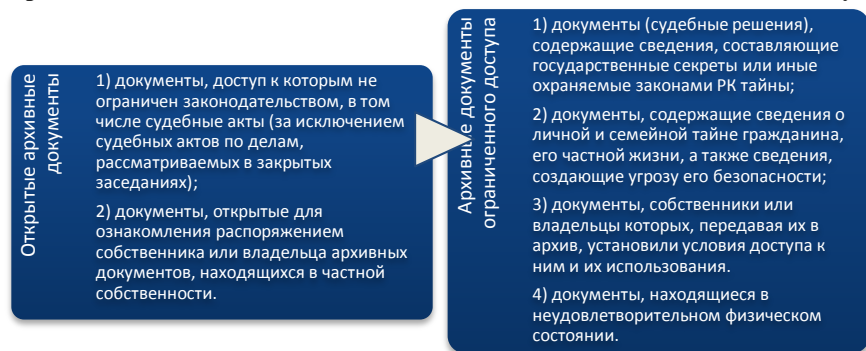 Открытые архивные
документы
1) документы, доступ к которым не
ограничен законодательством, в том
числе судебные акты (за исключением
судебных актов по делам,
рассматриваемых в закрытых
заседаниях);
2) документы, открытые для
ознакомления распоряжением
собственника или владельца архивных
документов, находящихся в частной
собственности.
Архивные документы
ограниченного доступа
1) документы (судебные решения),
содержащие сведения, составляющие
государственные секреты или иные
охраняемые законами РК тайны;
2) документы, содержащие сведения о
личной и семейной тайне гражданина,
его частной жизни, а также сведения,
создающие угрозу его безопасности;
3) документы, собственники или
владельцы которых, передавая их в
архив, установили условия доступа к
ним и их использования.
4) документы, находящиеся в
неудовлетворительном физическом
состоянии.